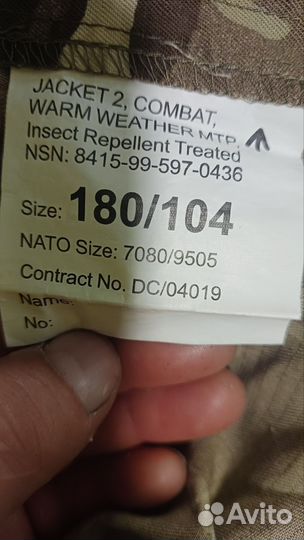 JACKET 2, COMBAT,
WARM WEATHER MTP,
Insect Repellent Treated
NSN: 8415-99-597-0436
Size: 180/104
NATO Size: 7080/9505
Contract No. DC/04019
Name:
No:
Avito